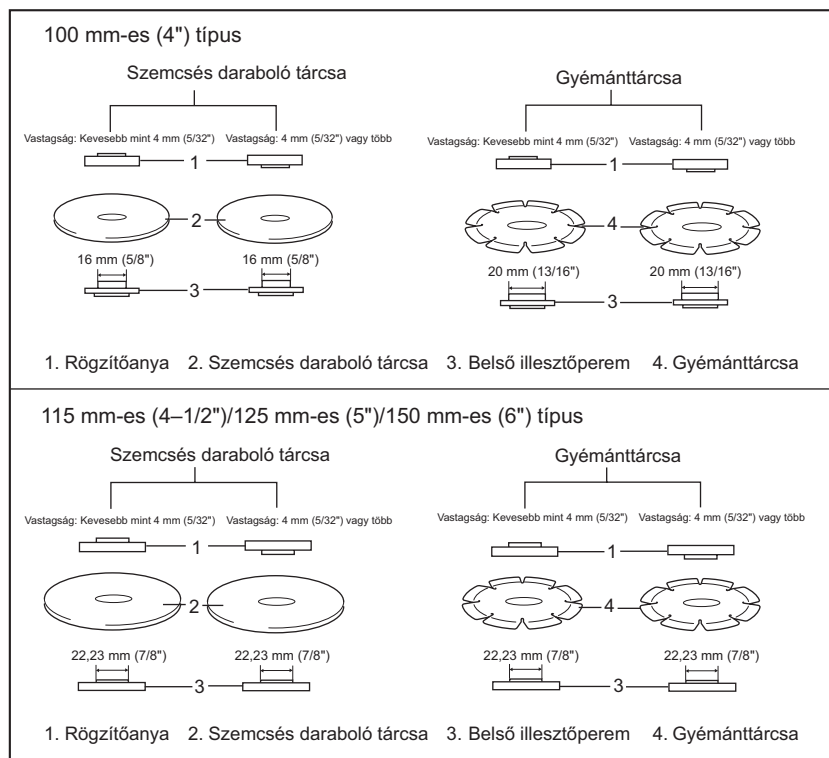 100 mm-es (4") típus
Szemcsés daraboló tárcsa
Gyémánttárcsa
Vastagság: Kevesebb mint 4 mm (5/32")
Vastagság: 4 mm (5/32") vagy több
Vastagság: Kevesebb mint 4 mm (5/32")
Vastagság: 4 mm (5/32") vagy több
1
1
2
4
16 mm (5/8")
16 mm (5/8")
20 mm (13/16")
20 mm (13/16")
3
3
1. Rögzítőanya 2. Szemcsés daraboló tárcsa 3. Belső illesztőperem 4. Gyémánttárcsa
115 mm-es (4–1/2")/125 mm-es (5")/150 mm-es (6") típus
Szemcsés daraboló tárcsa
Gyémánttárcsa
Vastagság: Kevesebb mint 4 mm (5/32")
Vastagság: 4 mm (5/32") vagy több
Vastagság: Kevesebb mint 4 mm (5/32")
Vastagság: 4 mm (5/32") vagy több
1
1
2
4
22,23 mm (7/8")
22,23 mm (7/8")
22,23 mm (7/8")
22,23 mm (7/8")
3
3
1. Rögzítőanya 2. Szemcsés daraboló tárcsa 3. Belső illesztőperem 4. Gyémánttárcsa